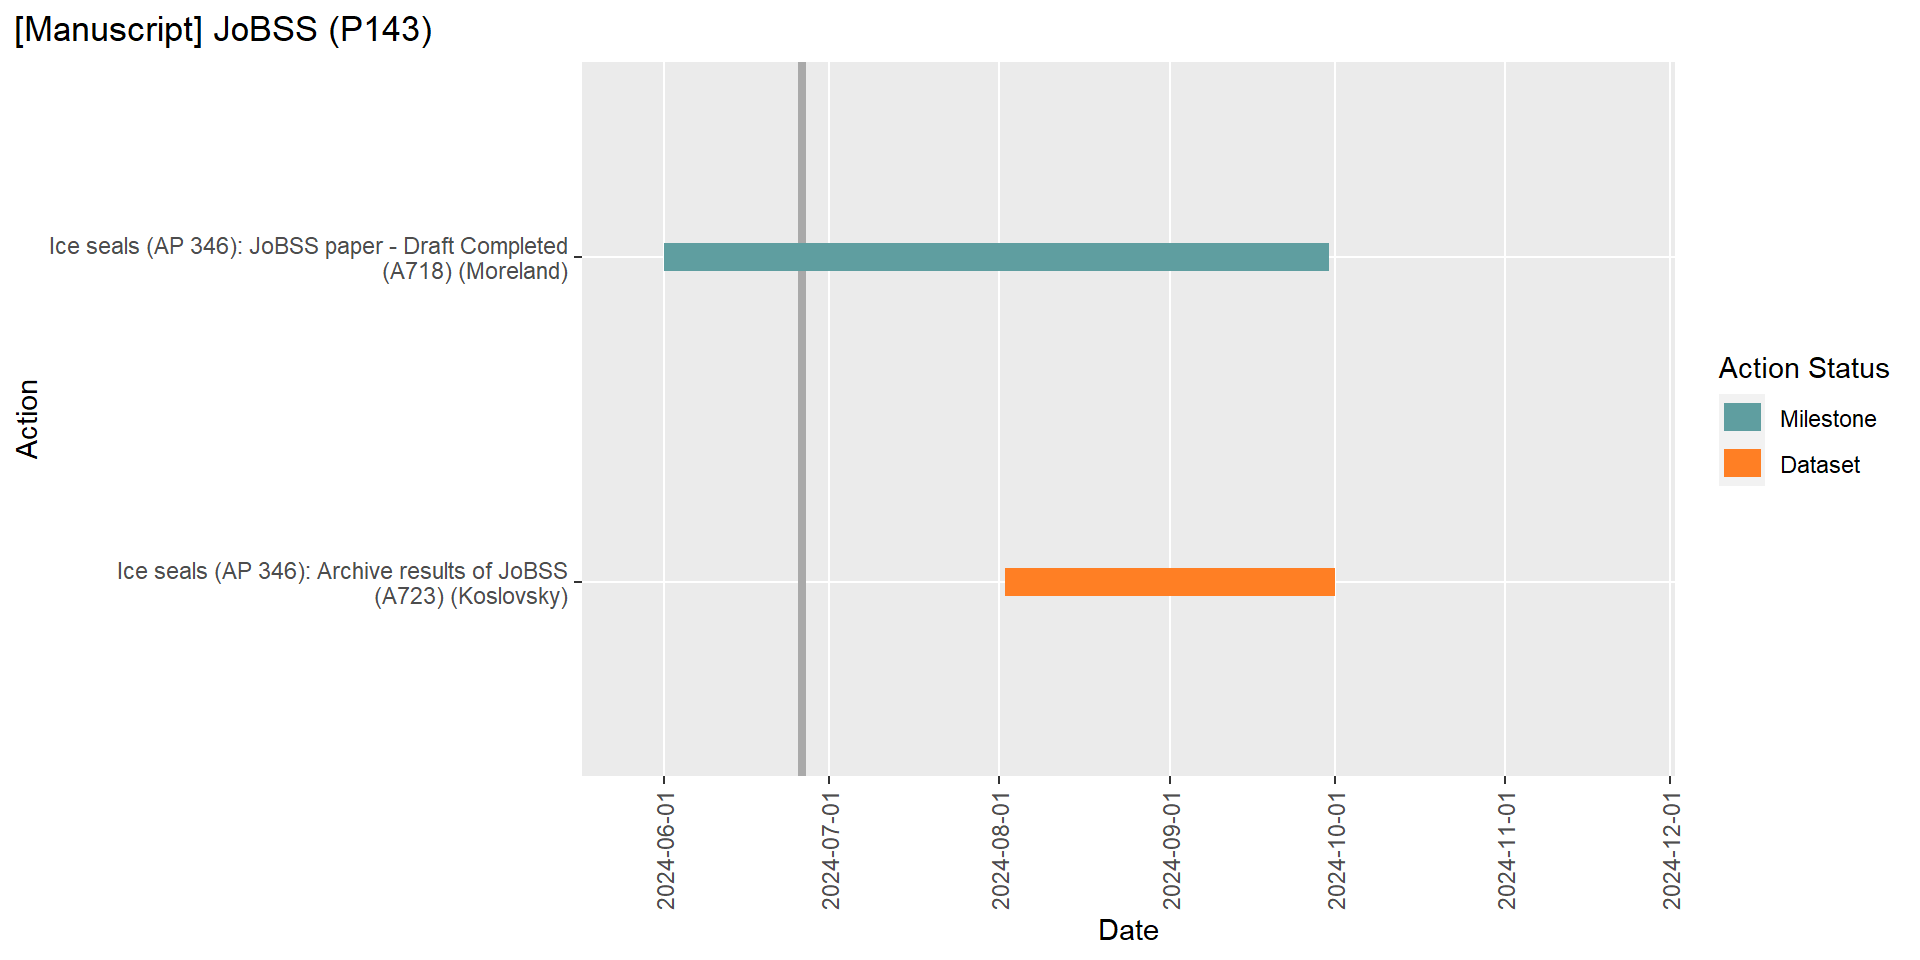 [Manuscript] JoBSS (P143)
Ice seals (AP 346): JoBSS paper - Draft Completed
(A718) (Moreland)
Ice seals (AP 346): Archive results of JoBSS
(A723) (Koslovsky)
Action
2024-06-01
2024-07-01
2024-08-01
2024-09-01
2024-10-01
2024-11-01
2024-12-01
Date
Action Status
Milestone
Dataset